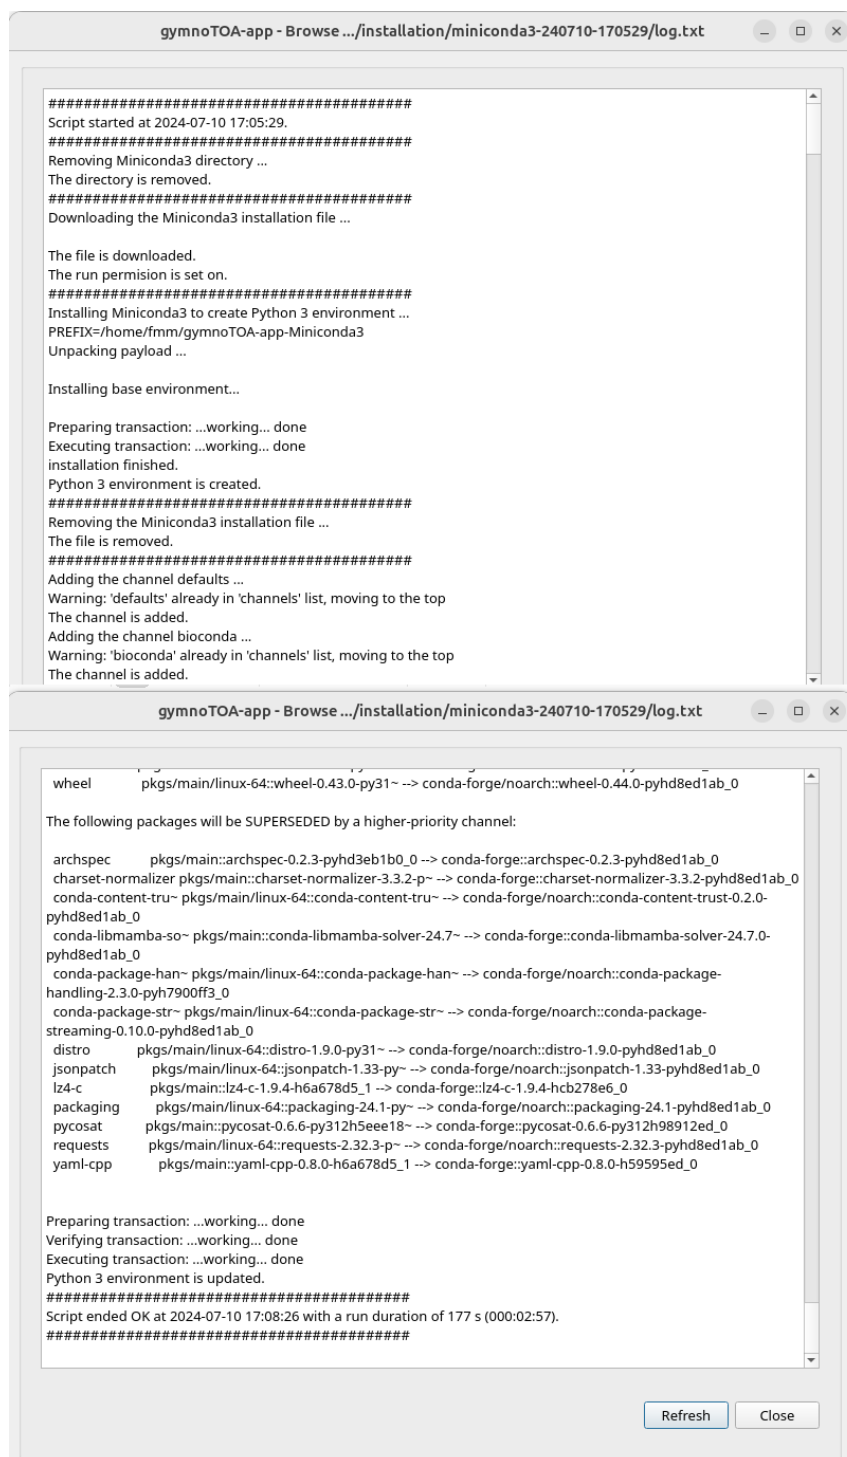 gymnoTOA-app - Browse .../installation/miniconda3-240710-170529/log.txt
#########################################
Script started at 2024-07-10 17:05:29.
#########################################
Removing Miniconda3 directory ...
The directory is removed.
#########################################
Downloading the Miniconda3 installation file ...
The file is downloaded.
The run permision is set on.
#########################################
Installing Miniconda3 to create Python 3 environment ...
PREFIX=/home/fmm/gymnoTOA-app-Miniconda3
Unpacking payload ...
Installing base environment...
Preparing transaction: ...working... done
Executing transaction: ...working... done
installation finished.
Python 3 environment is created.
#########################################
Removing the Miniconda3 installation file ...
The file is removed.
#########################################
Adding the channel defaults ...
Warning: 'defaults' already in 'channels' list, moving to the top
The channel is added.
Adding the channel bioconda ...
Warning: 'bioconda' already in 'channels' list, moving to the top
The channel is added.
gymnoTOA-app - Browse .../installation/miniconda3-240710-170529/log.txt
wheel pkgs/main/linux-64::wheel-0.43.0-py31~ --> conda-forge/noarch::wheel-0.44.0-pyhd8ed1ab_0
The following packages will be SUPERSEDED by a higher-priority channel:
archspec pkgs/main::archspec-0.2.3-pyhd3eb1b0_0 --> conda-forge::archspec-0.2.3-pyhd8ed1ab_0
charset-normalizer pkgs/main::charset-normalizer-3.3.2-p~ --> conda-forge::charset-normalizer-3.3.2-pyhd8ed1ab_0
conda-content-tru~ pkgs/main/linux-64::conda-content-tru~ --> conda-forge/noarch::conda-content-trust-0.2.0-
pyhd8ed1ab_0
conda-libmamba-so~ pkgs/main::conda-libmamba-solver-24.7~ --> conda-forge::conda-libmamba-solver-24.7.0-
pyhd8ed1ab_0
conda-package-han~ pkgs/main/linux-64::conda-package-han~ --> conda-forge/noarch::conda-package-
handling-2.3.0-pyh7900ff3_0
conda-package-str~ pkgs/main/linux-64::conda-package-str~ --> conda-forge/noarch::conda-package-
streaming-0.10.0-pyhd8ed1ab_0
distro pkgs/main/linux-64::distro-1.9.0-py31~ --> conda-forge/noarch::distro-1.9.0-pyhd8ed1ab_0
jsonpatch pkgs/main/linux-64::jsonpatch-1.33-py~ --> conda-forge/noarch::jsonpatch-1.33-pyhd8ed1ab_0
lz4-c pkgs/main::lz4-c-1.9.4-h6a678d5_1 --> conda-forge::lz4-c-1.9.4-hcb278e6_0
packaging pkgs/main/linux-64::packaging-24.1-py~ --> conda-forge/noarch::packaging-24.1-pyhd8ed1ab_0
pycosat pkgs/main::pycosat-0.6.6-py312h5eee18~ --> conda-forge::pycosat-0.6.6-py312h98912ed_0
requests pkgs/main/linux-64::requests-2.32.3-p~ --> conda-forge/noarch::requests-2.32.3-pyhd8ed1ab_0
yaml-cpp pkgs/main::yaml-cpp-0.8.0-h6a678d5_1 --> conda-forge::yaml-cpp-0.8.0-h59595ed_0
Preparing transaction: ...working... done
Verifying transaction: ...working... done
Executing transaction: ...working... done
Python 3 environment is updated.
#########################################
Script ended OK at 2024-07-10 17:08:26 with a run duration of 177 s (000:02:57).
#########################################
Refresh Close